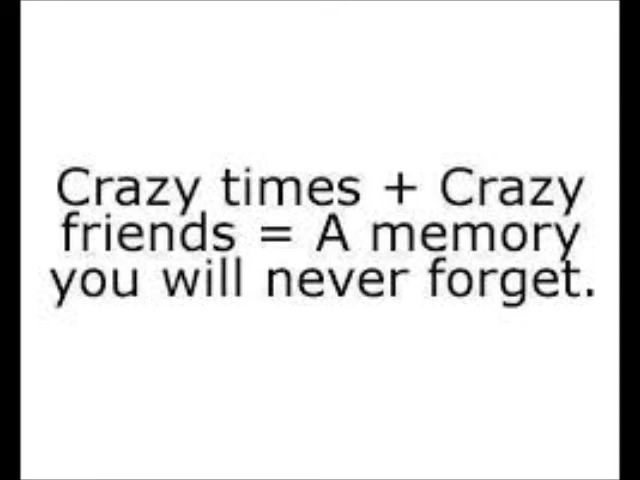 Crazy times + Crazy
friends = A memory
you will never forget.